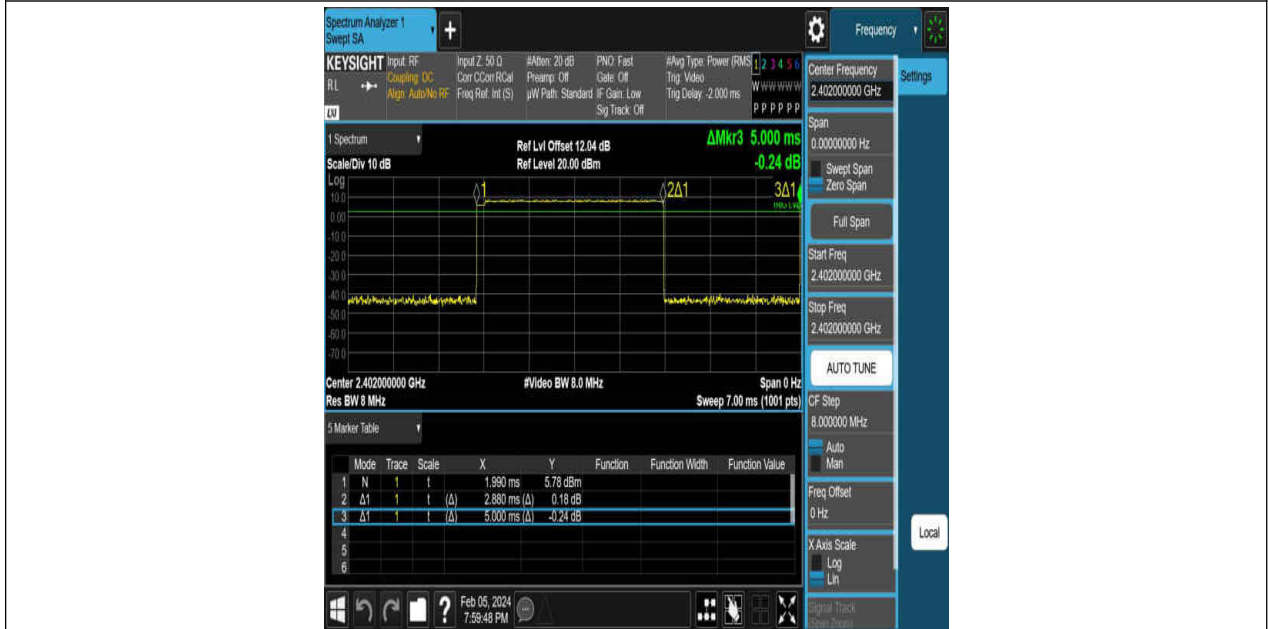 Spectrum Analyzer 1
Swept SA
+
Frequency
KEYSIGHT
RL
LXI
Input: RF
Coupling: DC
Align: Auto/No RF
Input Z: 50 Ω
Corr CCorr RCal
Freq Ref: Int (S)
#Atten: 20 dB
Preamp: Off
µW Path: Standard
PNO: Fast
Gate: Off
IF Gain: Low
Sig Track: Off
#Avg Type: Power (RMS
Trig: Video
Trig Delay: -2.000 ms
1 2 3 4 5 6
W W W W W W
P P P P P P
Center Frequency
2.402000000 GHz
Settings
Span
0.00000000 Hz
Swept Span
Zero Span
Full Span
Start Freq
2.402000000 GHz
Stop Freq
2.402000000 GHz
AUTO TUNE
CF Step
8.000000 MHz
Auto
Man
Freq Offset
0 Hz
X Axis Scale
Log
Lin
Signal Track
(Span Zoom)
Local
1 Spectrum
Scale/Div 10 dB
Log
Ref Lvl Offset 12.04 dB
Ref Level 20.00 dBm
ΔMkr3 5.000 ms
-0.24 dB
1
2Δ1
3Δ1
TRIG LVL
10.0
0.00
-10.0
-20.0
-30.0
-40.0
-50.0
-60.0
-70.0
Center 2.402000000 GHz
#Video BW 8.0 MHz
Span 0 Hz
Res BW 8 MHz
Sweep 7.00 ms (1001 pts)
5 Marker Table
Mode Trace Scale X Y Function Function Width Function Value
1 N 1 t 1.990 ms 5.78 dBm
2 Δ1 1 t (Δ) 2.880 ms (Δ) 0.18 dB
3 Δ1 1 t (Δ) 5.000 ms (Δ) -0.24 dB
4
5
6
?
Feb 05, 2024
7:59:48 PM